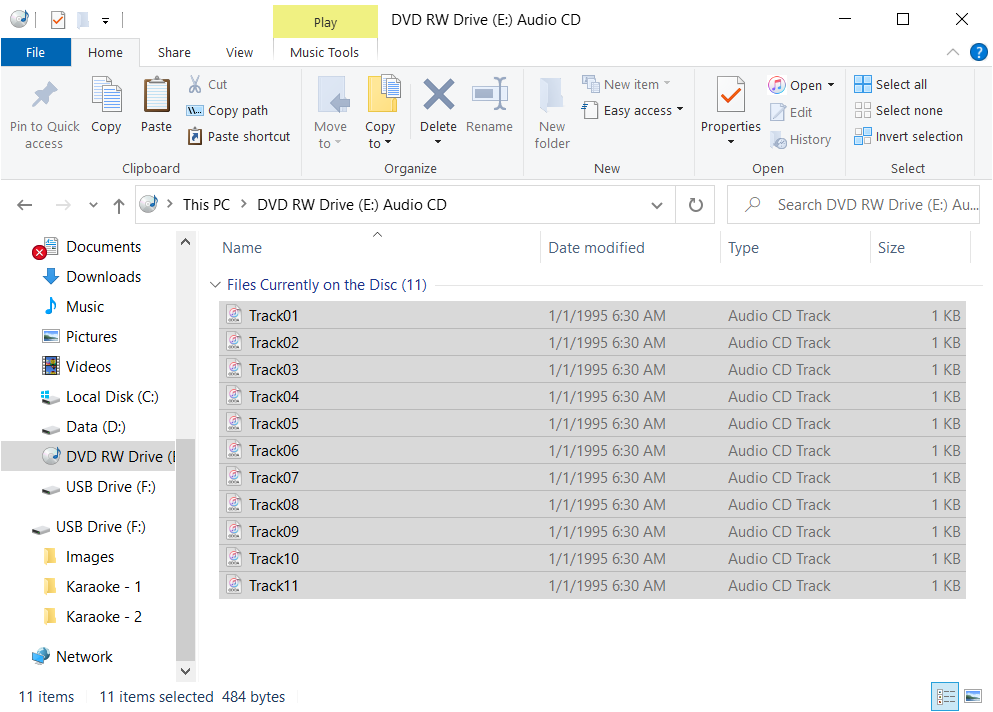 Play DVD RW Drive (E:) Audio CD
File Home Share View Music Tools
Pin to Quick access
Copy
Paste
Cut
Copy path
Paste shortcut
Clipboard
Move to
Copy to
Delete
Rename
Organize
New folder
New item
Easy access
New
Properties
Open
Edit
History
Open
Select all
Select none
Invert selection
Select
This PC DVD RW Drive (E:) Audio CD
Search DVD RW Drive (E:) Au...
Documents
Downloads
Music
Pictures
Videos
Local Disk (C:)
Data (D:)
DVD RW Drive (
USB Drive (F:)
USB Drive (F:)
Images
Karaoke - 1
Karaoke - 2
Network
Name Date modified Type Size
Files Currently on the Disc (11)
Track01 1/1/1995 6:30 AM Audio CD Track 1 KB
Track02 1/1/1995 6:30 AM Audio CD Track 1 KB
Track03 1/1/1995 6:30 AM Audio CD Track 1 KB
Track04 1/1/1995 6:30 AM Audio CD Track 1 KB
Track05 1/1/1995 6:30 AM Audio CD Track 1 KB
Track06 1/1/1995 6:30 AM Audio CD Track 1 KB
Track07 1/1/1995 6:30 AM Audio CD Track 1 KB
Track08 1/1/1995 6:30 AM Audio CD Track 1 KB
Track09 1/1/1995 6:30 AM Audio CD Track 1 KB
Track10 1/1/1995 6:30 AM Audio CD Track 1 KB
Track11 1/1/1995 6:30 AM Audio CD Track 1 KB
11 items 11 items selected 484 bytes